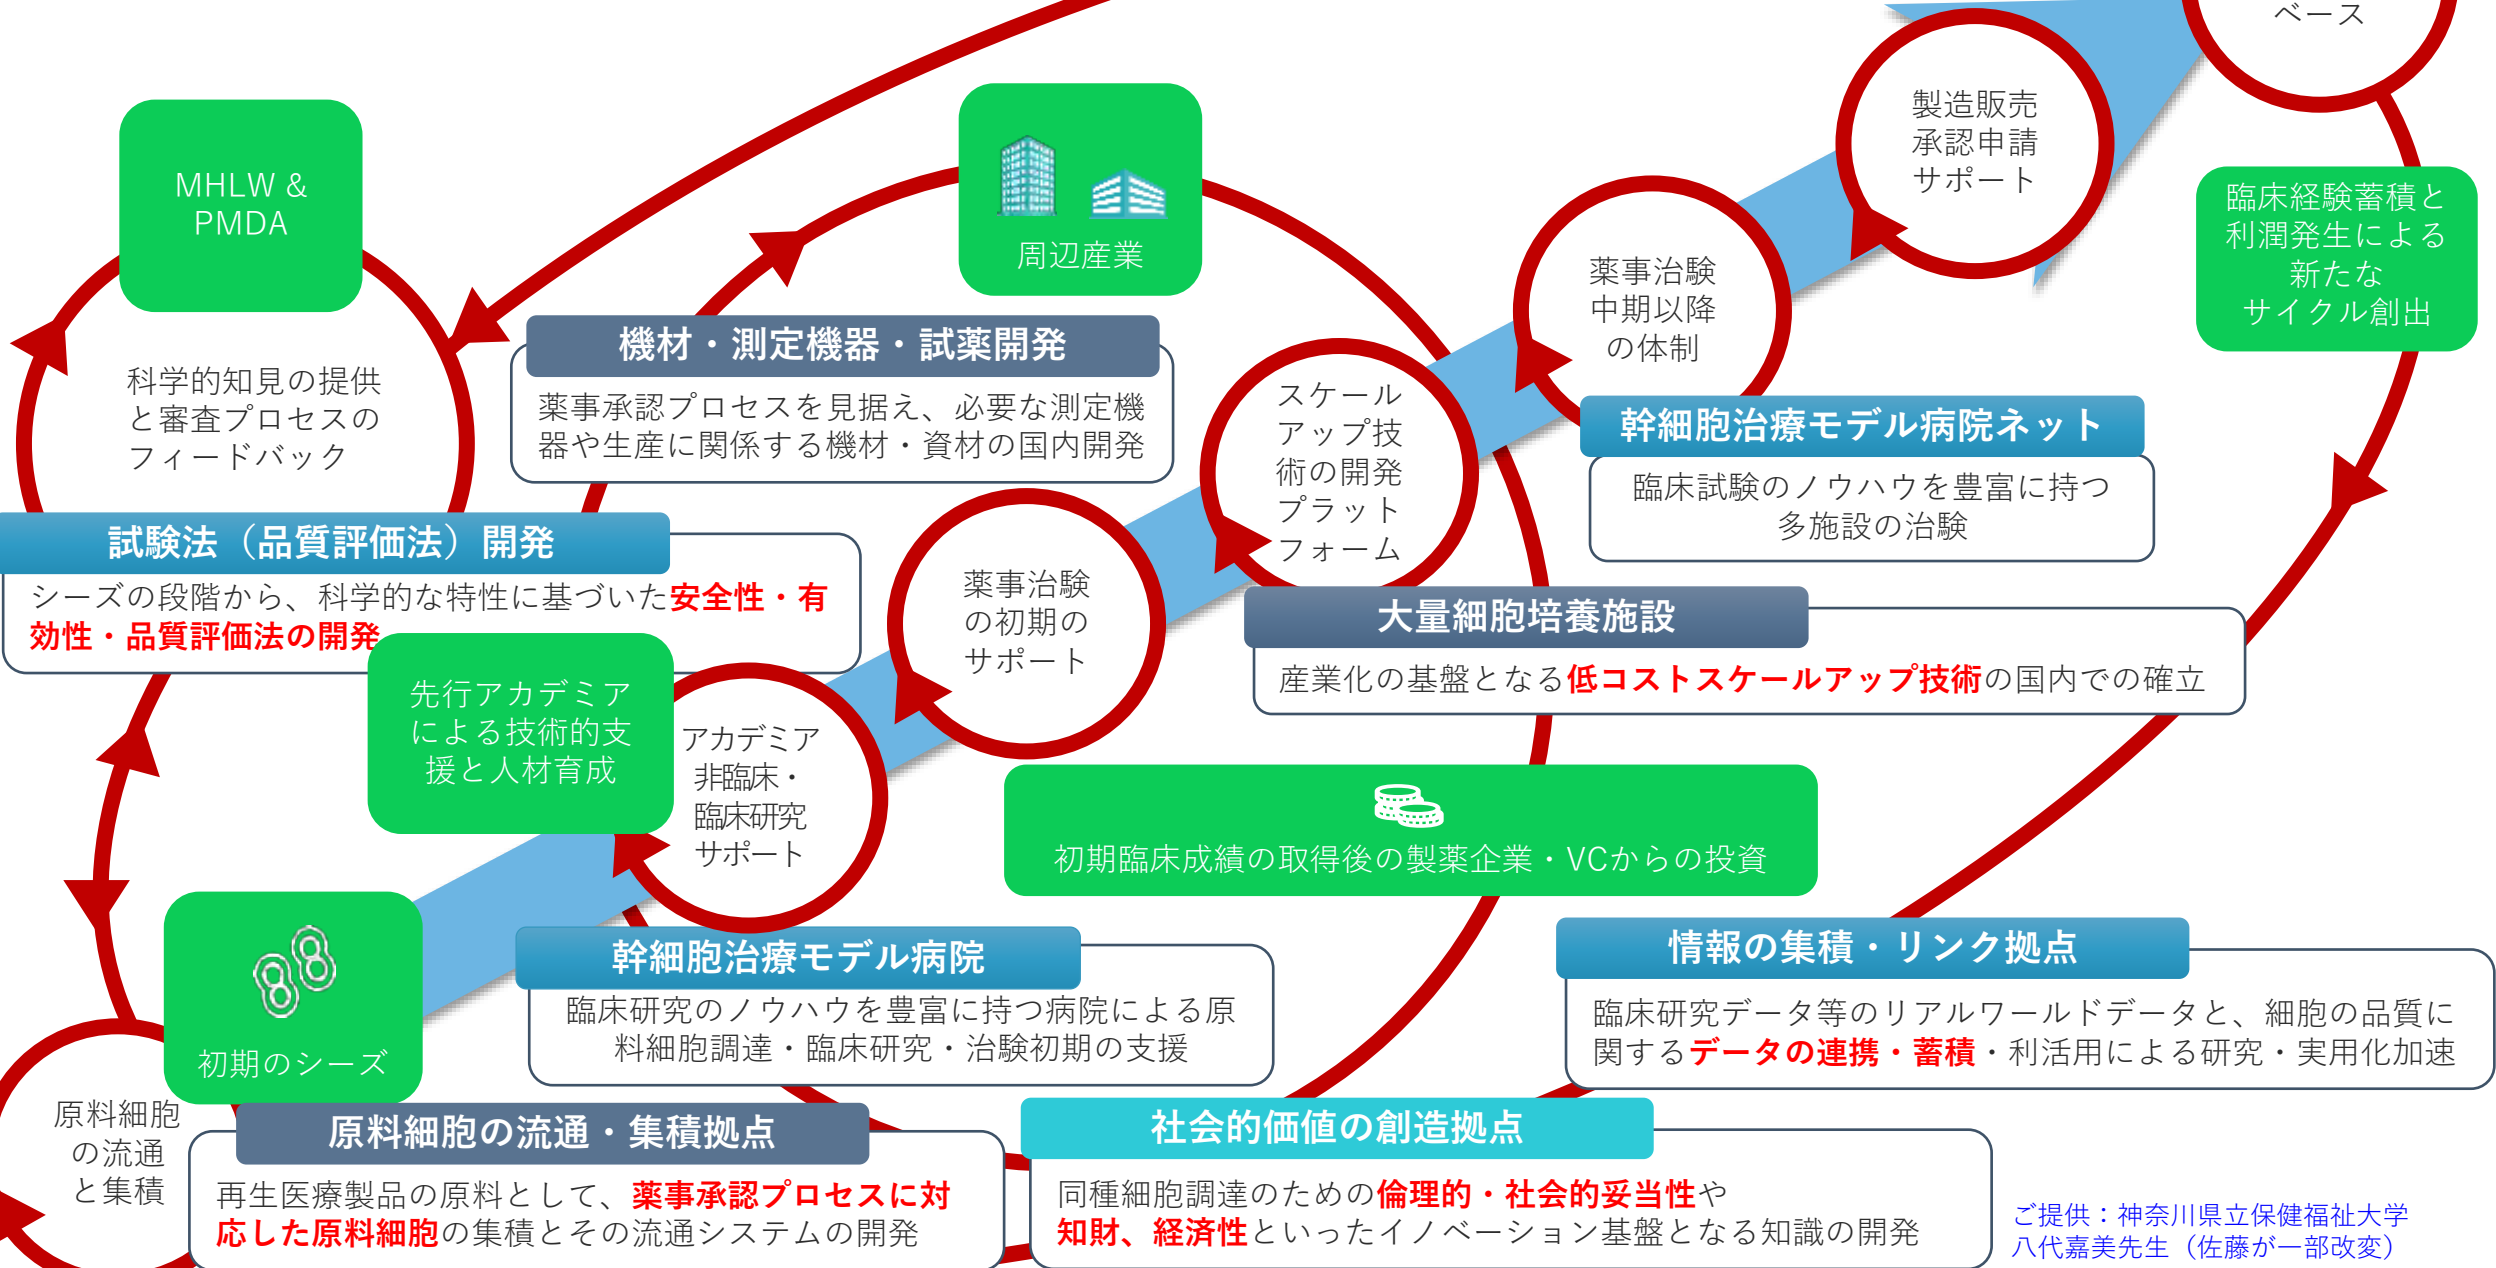 ベース
製造販売
承認申請
サポート
MHLW &
PMDA
周辺産業
臨床経験蓄積と
利潤発生による
新たな
サイクル創出
薬事治験
中期以降
の体制
機材・測定機器・試薬開発
薬事承認プロセスを見据え、必要な測定機
器や生産に関係する機材・資材の国内開発
科学的知見の提供
と審査プロセスの
フィードバック
スケール
アップ技
術の開発
プラット
フォーム
幹細胞治療モデル病院ネット
臨床試験のノウハウを豊富に持つ
多施設の治験
試験法（品質評価法）開発
シーズの段階から、科学的な特性に基づいた安全性・有
効性・品質評価法の開発
薬事治験
の初期の
サポート
大量細胞培養施設
産業化の基盤となる低コストスケールアップ技術の国内での確立
先行アカデミア
による技術的支
援と人材育成
アカデミア
非臨床・
臨床研究
サポート
初期臨床成績の取得後の製薬企業・VCからの投資
初期のシーズ
幹細胞治療モデル病院
臨床研究のノウハウを豊富に持つ病院による原
料細胞調達・臨床研究・治験初期の支援
情報の集積・リンク拠点
臨床研究データ等のリアルワールドデータと、細胞の品質に
関するデータの連携・蓄積・利活用による研究・実用化加速
原料細胞
の流通
と集積
原料細胞の流通・集積拠点
再生医療製品の原料として、薬事承認プロセスに対
応した原料細胞の集積とその流通システムの開発
社会的価値の創造拠点
同種細胞調達のための倫理的・社会的妥当性や
知財、経済性といったイノベーション基盤となる知識の開発
ご提供：神奈川県立保健福祉大学
八代嘉美先生（佐藤が一部改変）